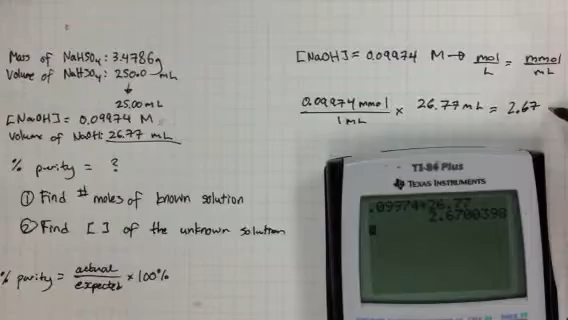 Mass of NaHSO4: 3.4786g
Volume of NaHSO4: 250.0 mL
↓
25.00 mL
[NaOH] = 0.09974 M
Volume of NaOH: 26.77 mL
% purity = ?
① Find # moles of known solution
② Find [ ] of the unknown solution
% purity = actual/expected × 100%
[NaOH] = 0.09974 M → mol/L = mmol/mL
0.09974 mmol/1 mL × 26.77 mL = 2.67
TI-84 Plus
TEXAS INSTRUMENTS
.09974*26.77
2.6700398